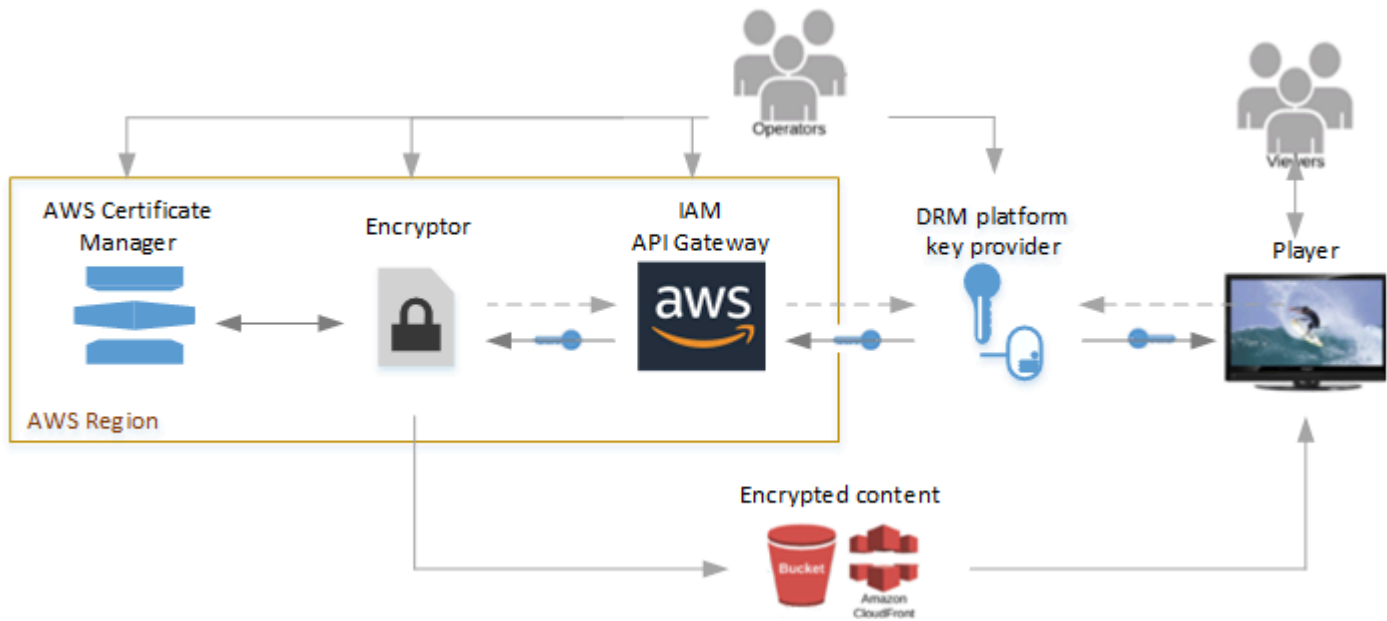 Operators
Viewers
AWS Certificate
Manager
Encryptor
IAM
API Gateway
aws
DRM platform
key provider
Player
AWS Region
Encrypted content
Bucket
Amazon
CloudFront